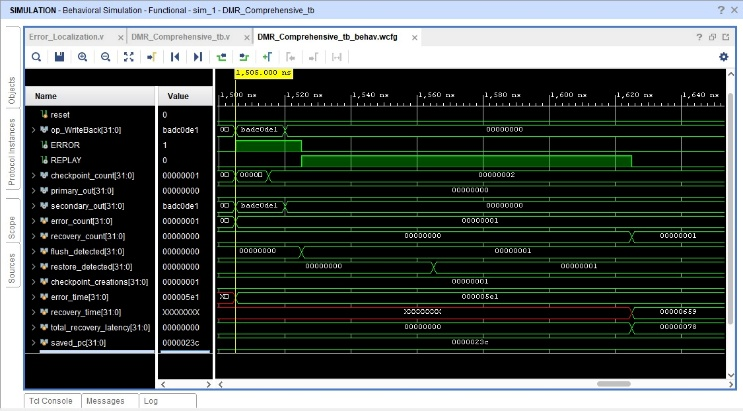 SIMULATION - Behavioral Simulation - Functional - sim_1 - DMR_Comprehensive_tb
Error_Localization.v
DMR_Comprehensive_tb.v
DMR_Comprehensive_tb_behav.wcfg
Objects
Protocol Instances
Scope
Sources
1,505.000 ns
Name Value
1,500 ns 1,520 ns 1,540 ns 1,560 ns 1,580 ns 1,600 ns 1,620 ns 1,640 ns
reset 0
op_WriteBack[31:0] badc0de1 badc0de1 00000000
ERROR 1
REPLAY 0
checkpoint_count[31:0] 00000001 00000002
primary_out[31:0] 00000000 00000000
secondary_out[31:0] badc0de1 badc0de1 00000000
error_count[31:0] 00000001 00000001
recovery_count[31:0] 00000000 00000000 00000001
flush_detected[31:0] 00000000 00000000 00000001
restore_detected[31:0] 00000000 00000000 00000001
checkpoint_creations[31:0] 00000001 00000001
error_time[31:0] 000005e1 000005e1
recovery_time[31:0] XXXXXXXX XXXXXXXX 00000659
total_recovery_latency[31:0] 00000000 00000000 00000078
saved_pc[31:0] 0000023c 0000023c
Tcl Console Messages Log